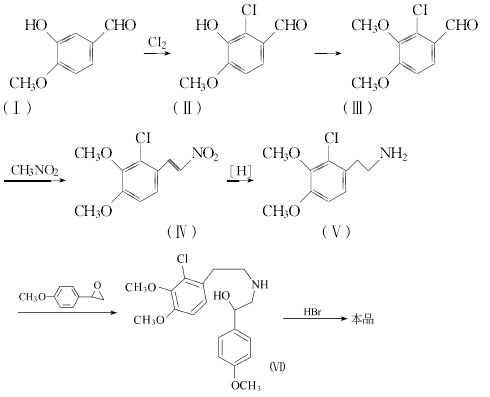 HO CHO Cl₂ HO Cl CHO CH₃O Cl CHO
CH₃O CH₃O CH₃O
(Ⅰ) (Ⅱ) (Ⅲ)
CH₃NO₂ CH₃O Cl NO₂ [H] CH₃O Cl NH₂
CH₃O CH₃O
(Ⅳ) (Ⅴ)
CH₃O O Cl
CH₃O NH HBr 本品
CH₃O HO
(Ⅵ)
OCH₃